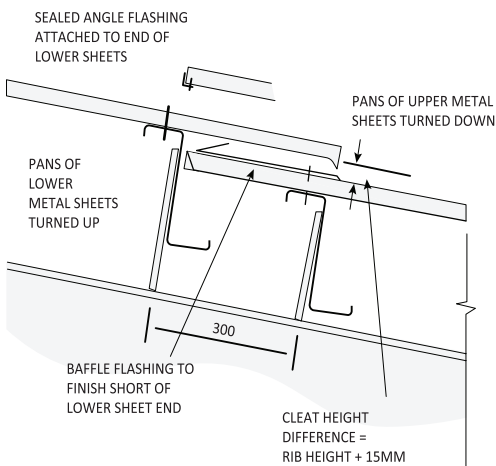 SEALED ANGLE FLASHING
ATTACHED TO END OF
LOWER SHEETS
PANS OF UPPER METAL
SHEETS TURNED DOWN
PANS OF
LOWER
METAL SHEETS
TURNED UP
300
BAFFLE FLASHING TO
FINISH SHORT OF
LOWER SHEET END
CLEAT HEIGHT
DIFFERENCE =
RIB HEIGHT + 15MM